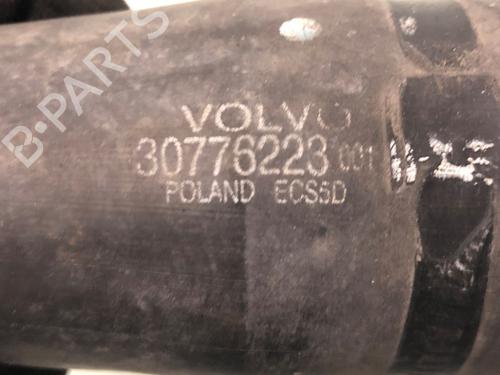 B-PARTS
VOLVO
30776223 001
POLAND ECS5D